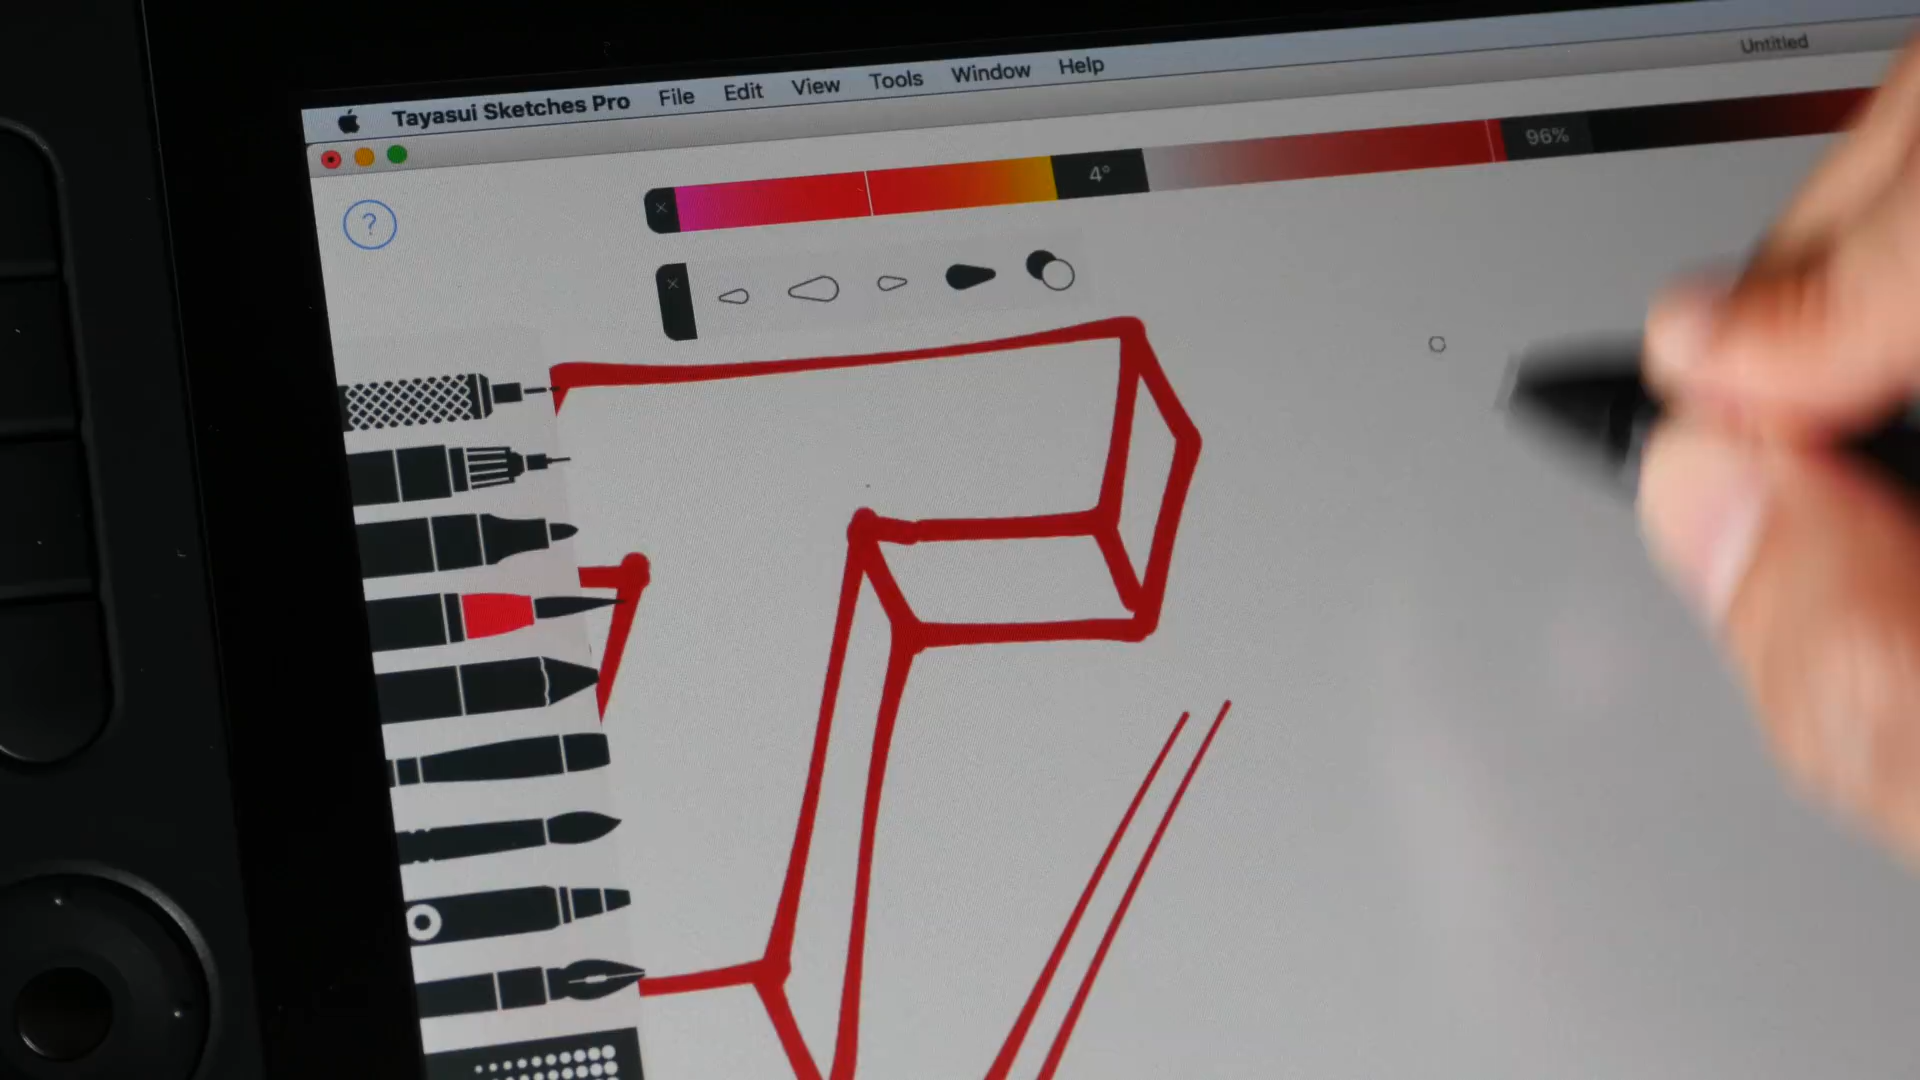 Tayasui Sketches Pro File Edit View Tools Window Help
Untitled
4°
96%
?